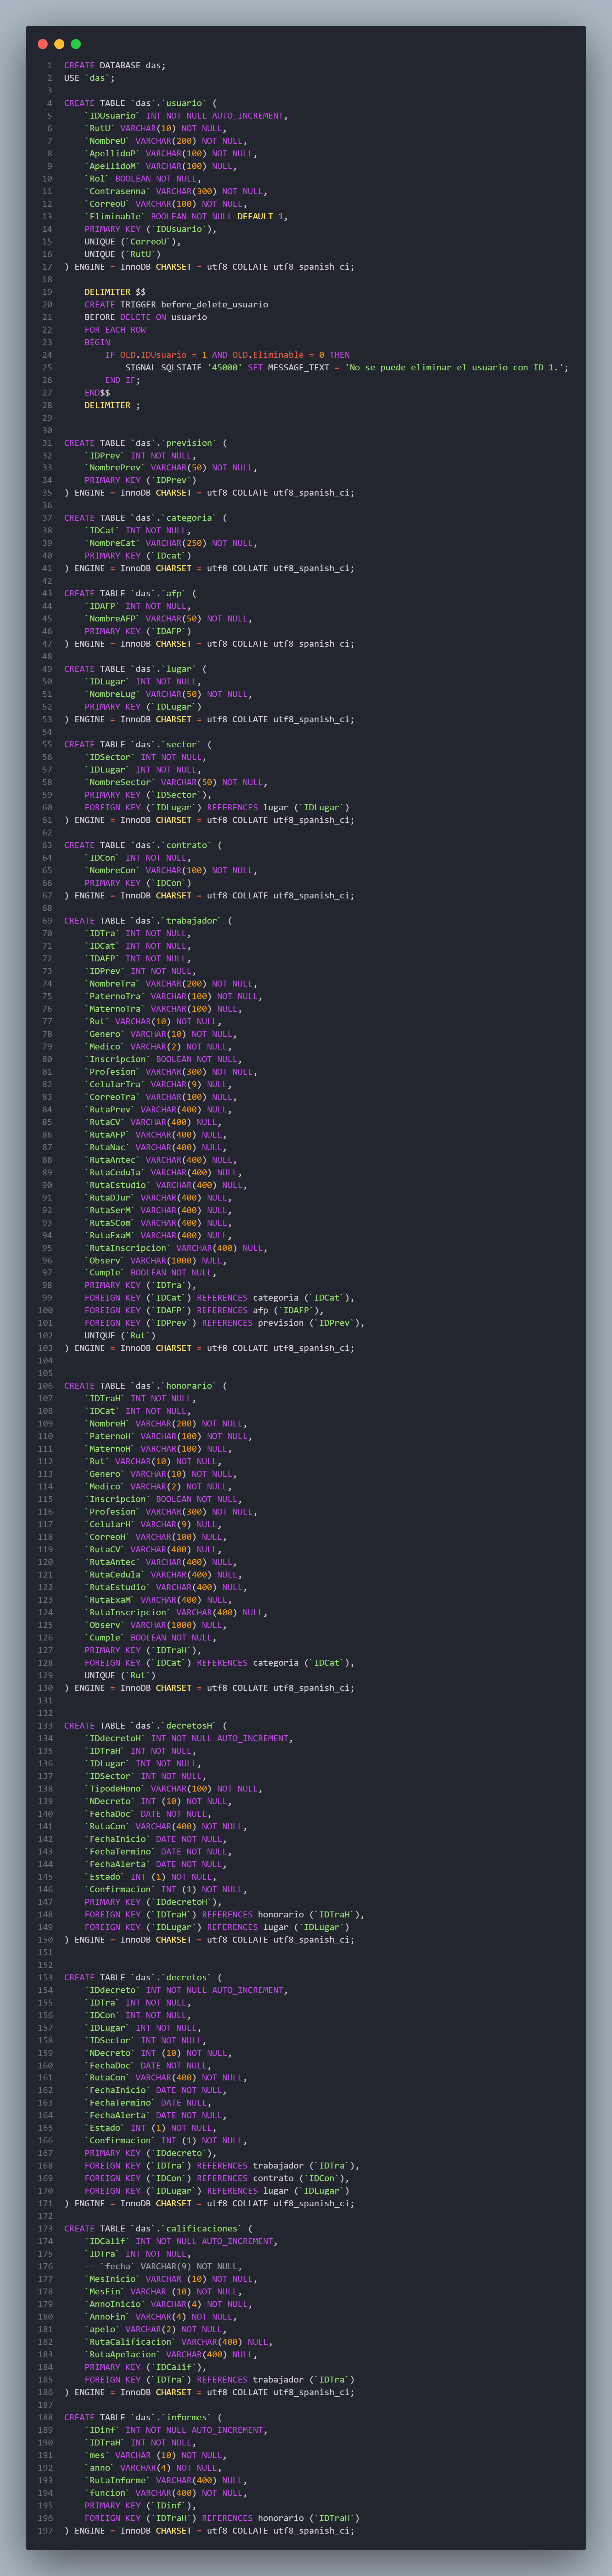 1 CREATE DATABASE das;
2 USE `das`;
3
4 CREATE TABLE `das`.`usuario` (
5     `IDUsuario` INT NOT NULL AUTO_INCREMENT,
6     `RutU` VARCHAR(10) NOT NULL,
7     `NombreU` VARCHAR(200) NOT NULL,
8     `ApellidoP` VARCHAR(100) NOT NULL,
9     `ApellidoM` VARCHAR(100) NULL,
10     `Rol` BOOLEAN NOT NULL,
11     `Contrasenna` VARCHAR(300) NOT NULL,
12     `CorreoU` VARCHAR(100) NOT NULL,
13     `Eliminable` BOOLEAN NOT NULL DEFAULT 1,
14     PRIMARY KEY (`IDUsuario`),
15     UNIQUE (`CorreoU`),
16     UNIQUE (`RutU`)
17 ) ENGINE = InnoDB CHARSET = utf8 COLLATE utf8_spanish_ci;
18
19     DELIMITER $$
20     CREATE TRIGGER before_delete_usuario
21     BEFORE DELETE ON usuario
22     FOR EACH ROW
23     BEGIN
24         IF OLD.IDUsuario = 1 AND OLD.Eliminable = 0 THEN
25             SIGNAL SQLSTATE '45000' SET MESSAGE_TEXT = 'No se puede eliminar el usuario con ID 1.';
26         END IF;
27     END$$
28     DELIMITER ;
29
30
31 CREATE TABLE `das`.`prevision` (
32     `IDPrev` INT NOT NULL,
33     `NombrePrev` VARCHAR(50) NOT NULL,
34     PRIMARY KEY (`IDPrev`)
35 ) ENGINE = InnoDB CHARSET = utf8 COLLATE utf8_spanish_ci;
36
37 CREATE TABLE `das`.`categoria` (
38     `IDCat` INT NOT NULL,
39     `NombreCat` VARCHAR(250) NOT NULL,
40     PRIMARY KEY (`IDcat`)
41 ) ENGINE = InnoDB CHARSET = utf8 COLLATE utf8_spanish_ci;
42
43 CREATE TABLE `das`.`afp` (
44     `IDAFP` INT NOT NULL,
45     `NombreAFP` VARCHAR(50) NOT NULL,
46     PRIMARY KEY (`IDAFP`)
47 ) ENGINE = InnoDB CHARSET = utf8 COLLATE utf8_spanish_ci;
48
49 CREATE TABLE `das`.`lugar` (
50     `IDLugar` INT NOT NULL,
51     `NombreLug` VARCHAR(50) NOT NULL,
52     PRIMARY KEY (`IDLugar`)
53 ) ENGINE = InnoDB CHARSET = utf8 COLLATE utf8_spanish_ci;
54
55 CREATE TABLE `das`.`sector` (
56     `IDSector` INT NOT NULL,
57     `IDLugar` INT NOT NULL,
58     `NombreSector` VARCHAR(50) NOT NULL,
59     PRIMARY KEY (`IDSector`),
60     FOREIGN KEY (`IDLugar`) REFERENCES lugar (`IDLugar`)
61 ) ENGINE = InnoDB CHARSET = utf8 COLLATE utf8_spanish_ci;
62
63 CREATE TABLE `das`.`contrato` (
64     `IDCon` INT NOT NULL,
65     `NombreCon` VARCHAR(100) NOT NULL,
66     PRIMARY KEY (`IDCon`)
67 ) ENGINE = InnoDB CHARSET = utf8 COLLATE utf8_spanish_ci;
68
69 CREATE TABLE `das`.`trabajador` (
70     `IDTra` INT NOT NULL,
71     `IDCat` INT NOT NULL,
72     `IDAFP` INT NOT NULL,
73     `IDPrev` INT NOT NULL,
74     `NombreTra` VARCHAR(200) NOT NULL,
75     `PaternoTra` VARCHAR(100) NOT NULL,
76     `MaternoTra` VARCHAR(100) NULL,
77     `Rut` VARCHAR(10) NOT NULL,
78     `Genero` VARCHAR(10) NOT NULL,
79     `Medico` VARCHAR(2) NOT NULL,
80     `Inscripcion` BOOLEAN NOT NULL,
81     `Profesion` VARCHAR(300) NOT NULL,
82     `CelularTra` VARCHAR(9) NULL,
83     `CorreoTra` VARCHAR(100) NULL,
84     `RutaPrev` VARCHAR(400) NULL,
85     `RutaCV` VARCHAR(400) NULL,
86     `RutaAFP` VARCHAR(400) NULL,
87     `RutaNac` VARCHAR(400) NULL,
88     `RutaAntec` VARCHAR(400) NULL,
89     `RutaCedula` VARCHAR(400) NULL,
90     `RutaEstudio` VARCHAR(400) NULL,
91     `RutaDJur` VARCHAR(400) NULL,
92     `RutaSerM` VARCHAR(400) NULL,
93     `RutaSCom` VARCHAR(400) NULL,
94     `RutaExaM` VARCHAR(400) NULL,
95     `RutaInscripcion` VARCHAR(400) NULL,
96     `Observ` VARCHAR(1000) NULL,
97     `Cumple` BOOLEAN NOT NULL,
98     PRIMARY KEY (`IDTra`),
99     FOREIGN KEY (`IDCat`) REFERENCES categoria (`IDCat`),
100     FOREIGN KEY (`IDAFP`) REFERENCES afp (`IDAFP`),
101     FOREIGN KEY (`IDPrev`) REFERENCES prevision (`IDPrev`),
102     UNIQUE (`Rut`)
103 ) ENGINE = InnoDB CHARSET = utf8 COLLATE utf8_spanish_ci;
104
105
106 CREATE TABLE `das`.`honorario` (
107     `IDTraH` INT NOT NULL,
108     `IDCat` INT NOT NULL,
109     `NombreH` VARCHAR(200) NOT NULL,
110     `PaternoH` VARCHAR(100) NOT NULL,
111     `MaternoH` VARCHAR(100) NULL,
112     `Rut` VARCHAR(10) NOT NULL,
113     `Genero` VARCHAR(10) NOT NULL,
114     `Medico` VARCHAR(2) NOT NULL,
115     `Inscripcion` BOOLEAN NOT NULL,
116     `Profesion` VARCHAR(300) NOT NULL,
117     `CelularH` VARCHAR(9) NULL,
118     `CorreoH` VARCHAR(100) NULL,
119     `RutaCV` VARCHAR(400) NULL,
120     `RutaAntec` VARCHAR(400) NULL,
121     `RutaCedula` VARCHAR(400) NULL,
122     `RutaEstudio` VARCHAR(400) NULL,
123     `RutaExaM` VARCHAR(400) NULL,
124     `RutaInscripcion` VARCHAR(400) NULL,
125     `Observ` VARCHAR(1000) NULL,
126     `Cumple` BOOLEAN NOT NULL,
127     PRIMARY KEY (`IDTraH`),
128     FOREIGN KEY (`IDCat`) REFERENCES categoria (`IDCat`),
129     UNIQUE (`Rut`)
130 ) ENGINE = InnoDB CHARSET = utf8 COLLATE utf8_spanish_ci;
131
132
133 CREATE TABLE `das`.`decretosH` (
134     `IDdecretoH` INT NOT NULL AUTO_INCREMENT,
135     `IDTraH` INT NOT NULL,
136     `IDLugar` INT NOT NULL,
137     `IDSector` INT NOT NULL,
138     `TipodeHono` VARCHAR(100) NOT NULL,
139     `NDecreto` INT (10) NOT NULL,
140     `FechaDoc` DATE NOT NULL,
141     `RutaCon` VARCHAR(400) NOT NULL,
142     `FechaInicio` DATE NOT NULL,
143     `FechaTermino` DATE NOT NULL,
144     `FechaAlerta` DATE NOT NULL,
145     `Estado` INT (1) NOT NULL,
146     `Confirmacion` INT (1) NOT NULL,
147     PRIMARY KEY (`IDdecretoH`),
148     FOREIGN KEY (`IDTraH`) REFERENCES honorario (`IDTraH`),
149     FOREIGN KEY (`IDLugar`) REFERENCES lugar (`IDLugar`)
150 ) ENGINE = InnoDB CHARSET = utf8 COLLATE utf8_spanish_ci;
151
152
153 CREATE TABLE `das`.`decretos` (
154     `IDdecreto` INT NOT NULL AUTO_INCREMENT,
155     `IDTra` INT NOT NULL,
156     `IDCon` INT NOT NULL,
157     `IDLugar` INT NOT NULL,
158     `IDSector` INT NOT NULL,
159     `NDecreto` INT (10) NOT NULL,
160     `FechaDoc` DATE NOT NULL,
161     `RutaCon` VARCHAR(400) NOT NULL,
162     `FechaInicio` DATE NOT NULL,
163     `FechaTermino` DATE NULL,
164     `FechaAlerta` DATE NOT NULL,
165     `Estado` INT (1) NOT NULL,
166     `Confirmacion` INT (1) NOT NULL,
167     PRIMARY KEY (`IDdecreto`),
168     FOREIGN KEY (`IDTra`) REFERENCES trabajador (`IDTra`),
169     FOREIGN KEY (`IDCon`) REFERENCES contrato (`IDCon`),
170     FOREIGN KEY (`IDLugar`) REFERENCES lugar (`IDLugar`)
171 ) ENGINE = InnoDB CHARSET = utf8 COLLATE utf8_spanish_ci;
172
173 CREATE TABLE `das`.`calificaciones` (
174     `IDCalif` INT NOT NULL AUTO_INCREMENT,
175     `IDTra` INT NOT NULL,
176     -- `fecha` VARCHAR(9) NOT NULL,
177     `MesInicio` VARCHAR (10) NOT NULL,
178     `MesFin` VARCHAR (10) NOT NULL,
179     `AnnoInicio` VARCHAR(4) NOT NULL,
180     `AnnoFin` VARCHAR(4) NOT NULL,
181     `apelo` VARCHAR(2) NOT NULL,
182     `RutaCalificacion` VARCHAR(400) NULL,
183     `RutaApelacion` VARCHAR(400) NULL,
184     PRIMARY KEY (`IDCalif`),
185     FOREIGN KEY (`IDTra`) REFERENCES trabajador (`IDTra`)
186 ) ENGINE = InnoDB CHARSET = utf8 COLLATE utf8_spanish_ci;
187
188 CREATE TABLE `das`.`informes` (
189     `IDinf` INT NOT NULL AUTO_INCREMENT,
190     `IDTraH` INT NOT NULL,
191     `mes` VARCHAR (10) NOT NULL,
192     `anno` VARCHAR(4) NOT NULL,
193     `RutaInforme` VARCHAR(400) NULL,
194     `funcion` VARCHAR(400) NOT NULL,
195     PRIMARY KEY (`IDinf`),
196     FOREIGN KEY (`IDTraH`) REFERENCES honorario (`IDTraH`)
197 ) ENGINE = InnoDB CHARSET = utf8 COLLATE utf8_spanish_ci;